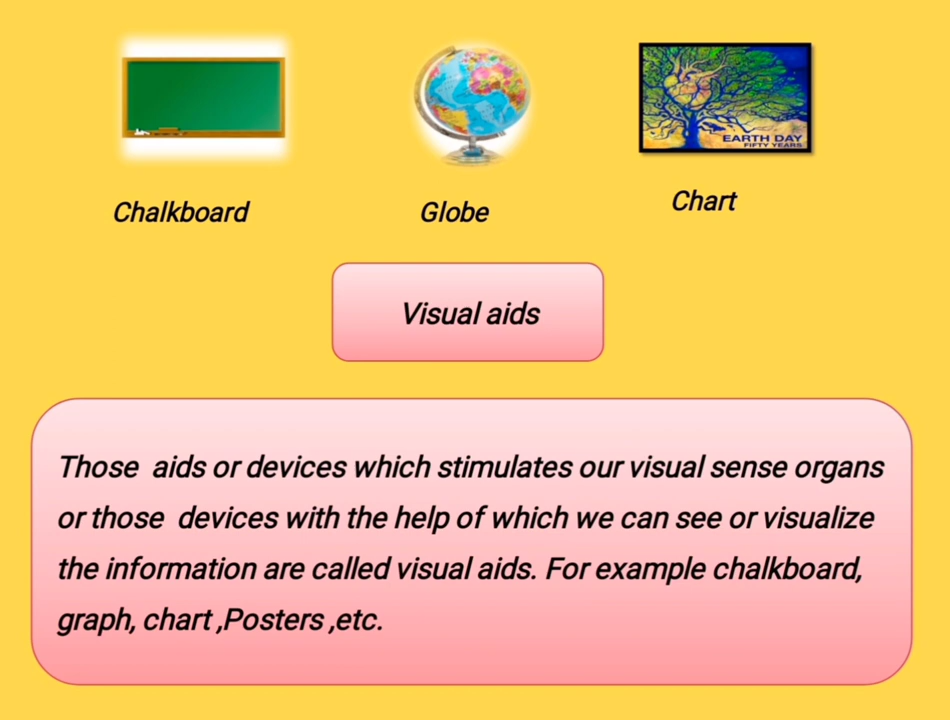 EARTH DAY
FIFTY YEARS
Chalkboard
Globe
Chart
Visual aids
Those aids or devices which stimulates our visual sense organs
or those devices with the help of which we can see or visualize
the information are called visual aids. For example chalkboard,
graph, chart ,Posters ,etc.